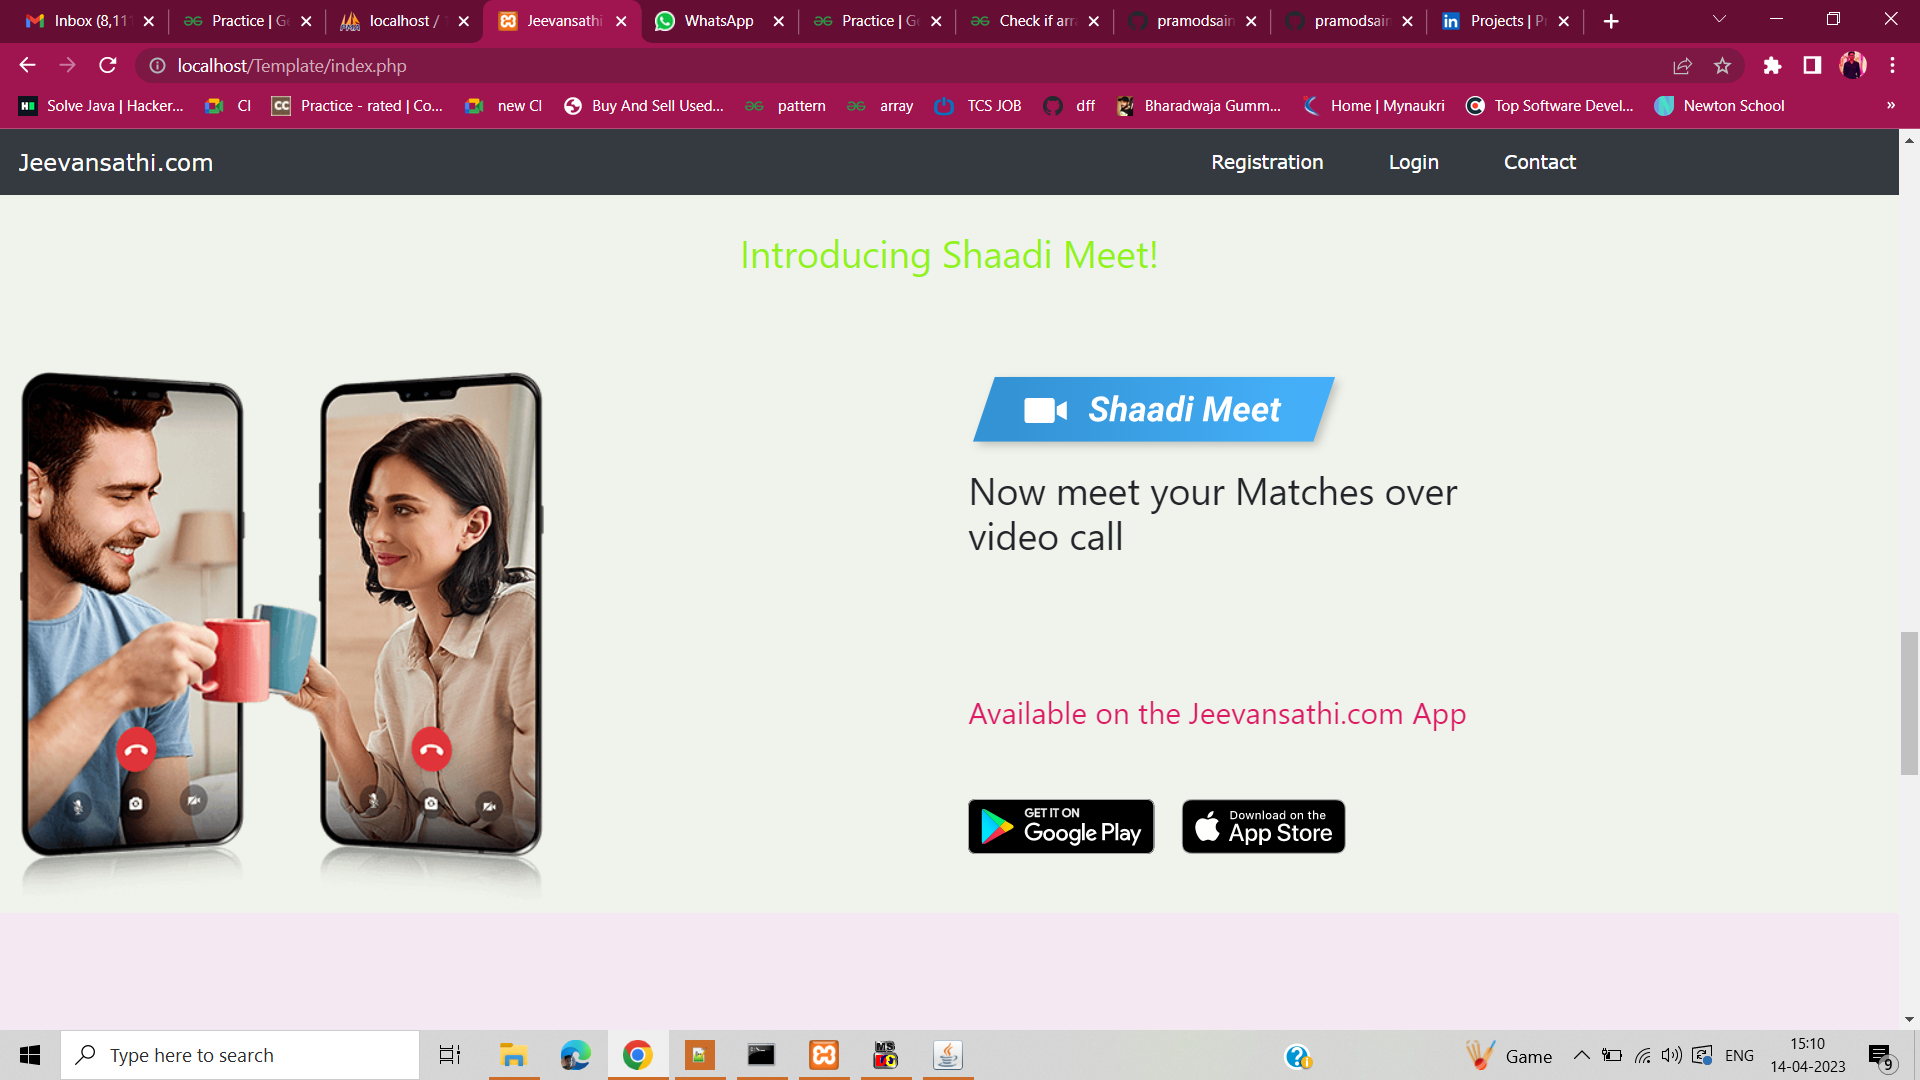 Inbox (8,11
Practice | Ge
localhost /
Jeevansathi
WhatsApp
Practice | Ge
Check if arra
pramodsain
pramodsain
Projects | P
localhost/Template/index.php
Solve Java | Hacker...
CI
Practice - rated | Co...
new CI
Buy And Sell Used...
pattern
array
TCS JOB
dff
Bharadwaja Gumm...
Home | Mynaukri
Top Software Devel...
Newton School
»
Jeevansathi.com
Registration
Login
Contact
Introducing Shaadi Meet!
Shaadi Meet
Now meet your Matches over
video call
Available on the Jeevansathi.com App
GET IT ON
Google Play
Download on the
App Store
Type here to search
Game
ENG
15:10
14-04-2023
9